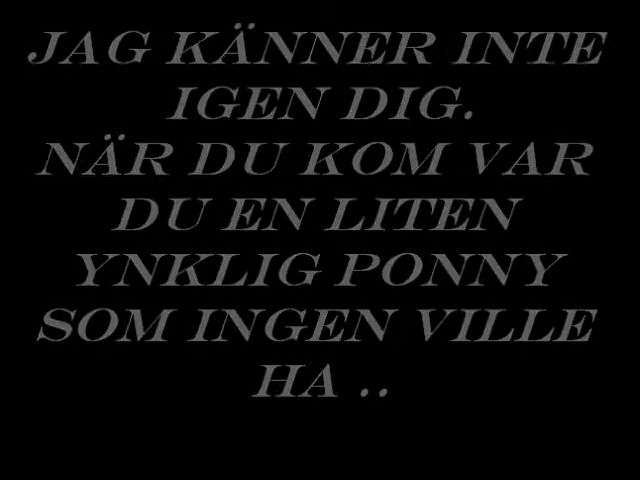 JAG KÄNNER INTE
IGEN DIG.
NÄR DU KOM VAR
DU EN LITEN
YNKLIG PONNY
SOM INGEN VILLE
HA ..